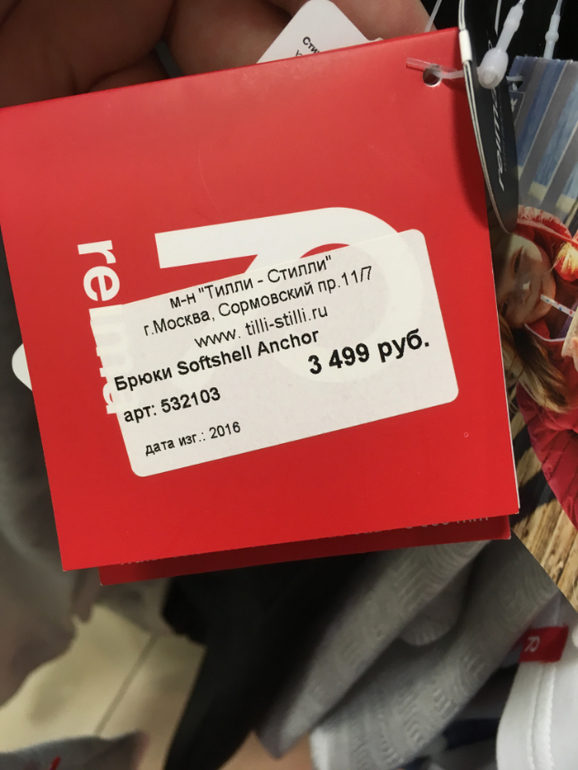 reima
м-н "Тилли - Стилли"
г.Москва, Сормовский пр.11/7
www. tilli-stilli.ru
Брюки Softshell Anchor
3 499 руб.
арт: 532103
дата изг.: 2016
R